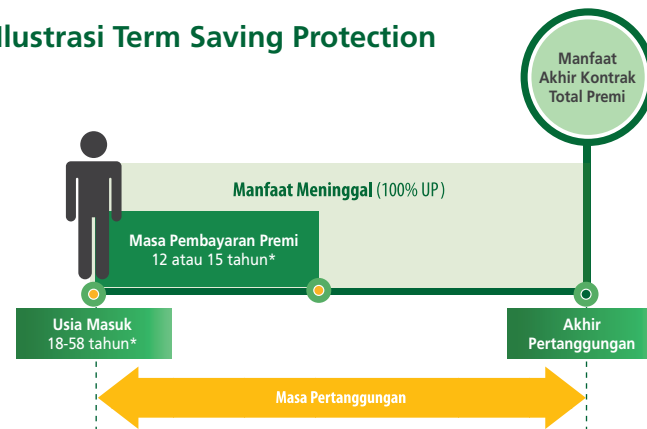 Ilustrasi Term Saving Protection
Manfaat
Akhir Kontrak
Total Premi
Manfaat Meninggal (100% UP)
Masa Pembayaran Premi
12 atau 15 tahun*
Usia Masuk
18-58 tahun*
Akhir
Pertanggungan
Masa Pertanggungan